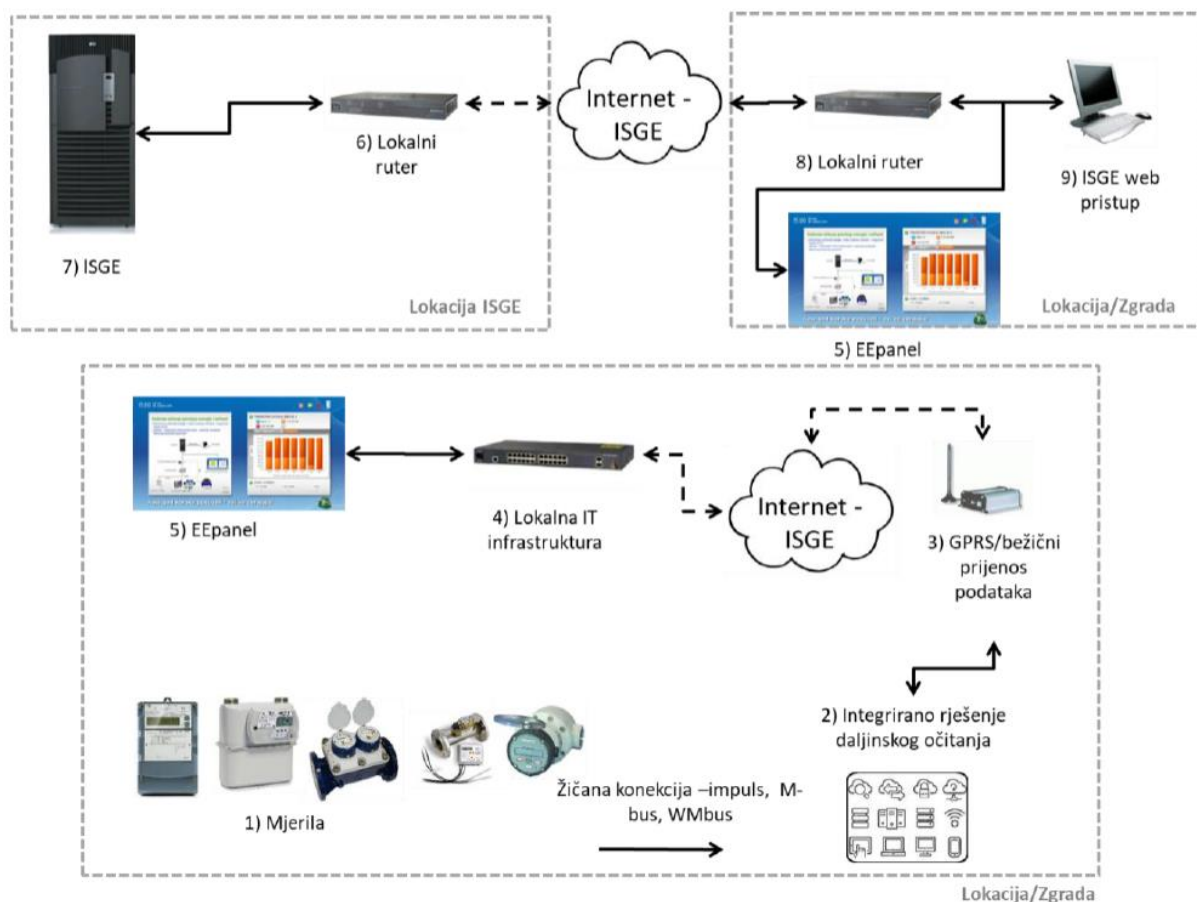 Internet -
ISGE
6) Lokalni
ruter
8) Lokalni ruter
9) ISGE web
pristup
7) ISGE
Lokacija ISGE
Lokacija/Zgrada
5) EEpanel
5) EEpanel
4) Lokalna IT
infrastruktura
Internet -
ISGE
3) GPRS/bežični
prijenos
podataka
2) Integrirano rješenje
daljinskog očitanja
1) Mjerila
Žičana konekcija –impuls, M-
bus, WMbus
Lokacija/Zgrada